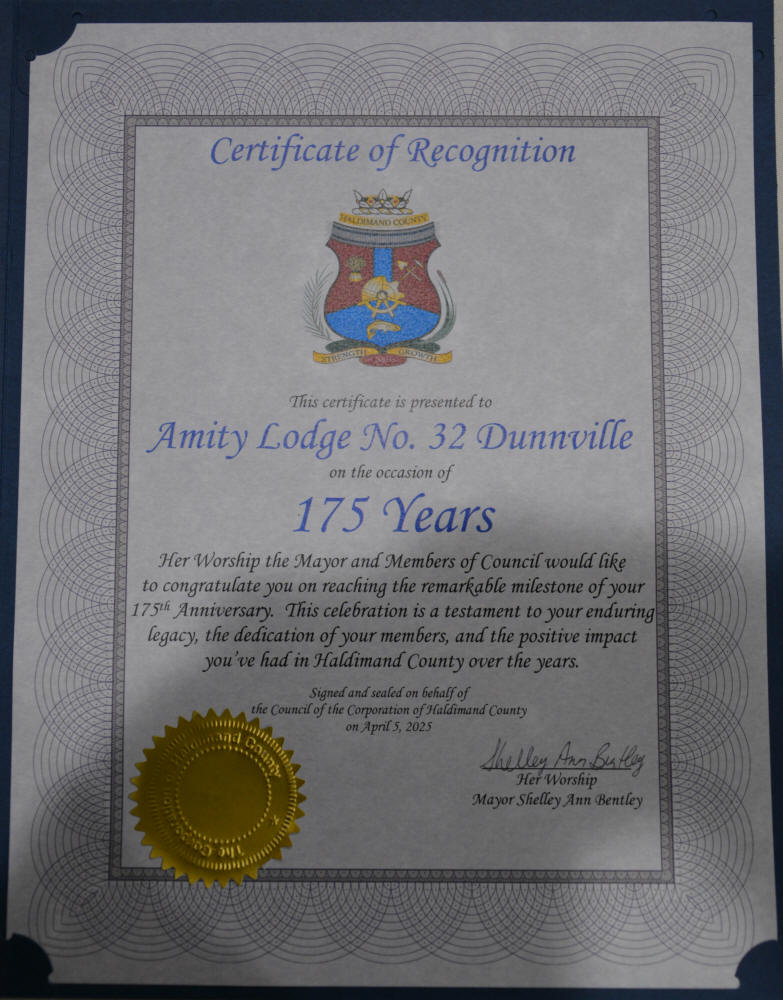 Certificate of Recognition
HALDIMAND COUNTY
STRENGTH GROWTH
This certificate is presented to
Amity Lodge No. 32 Dunnville
on the occasion of
175 Years
Her Worship the Mayor and Members of Council would like
to congratulate you on reaching the remarkable milestone of your
175th Anniversary. This celebration is a testament to your enduring
legacy, the dedication of your members, and the positive impact
you've had in Haldimand County over the years.
Signed and sealed on behalf of
the Council of the Corporation of Haldimand County
on April 5, 2025
Shelley Ann Bentley
Her Worship
Mayor Shelley Ann Bentley
The Corporation of Haldimand County